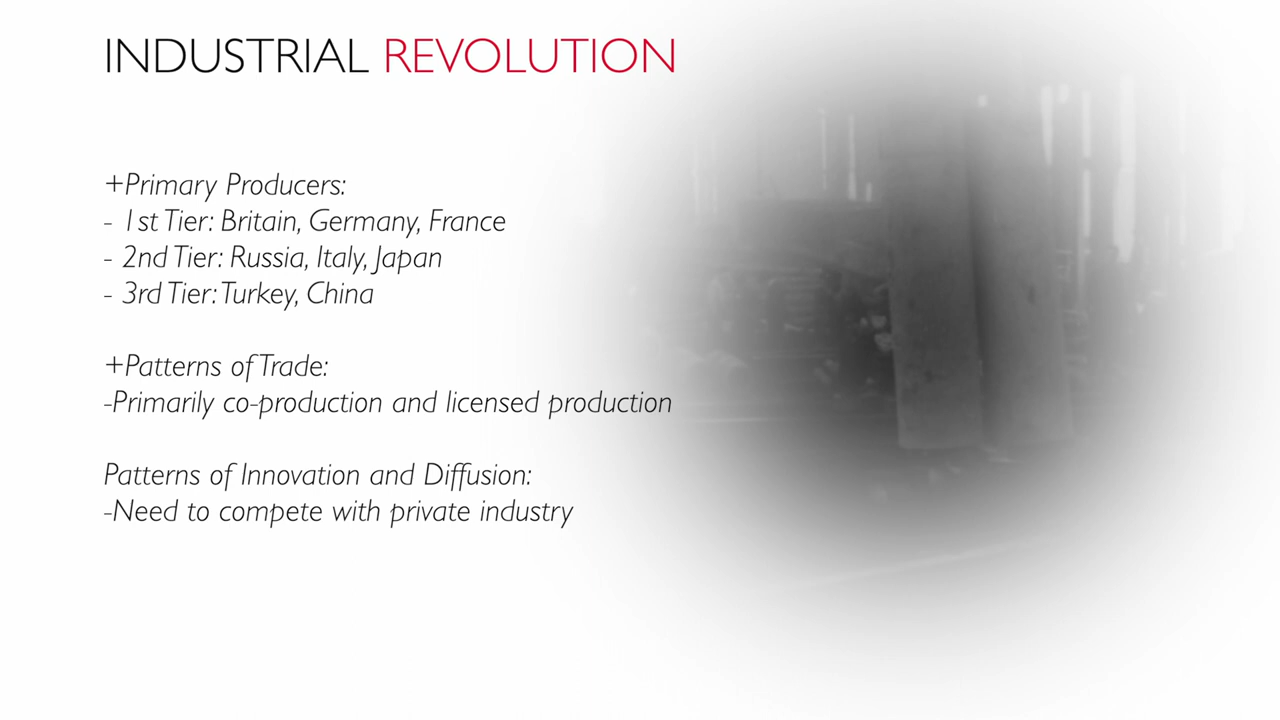 INDUSTRIAL REVOLUTION
+Primary Producers:
- 1st Tier: Britain, Germany, France
- 2nd Tier: Russia, Italy, Japan
- 3rd Tier: Turkey, China
+Patterns of Trade:
-Primarily co-production and licensed production
Patterns of Innovation and Diffusion:
-Need to compete with private industry